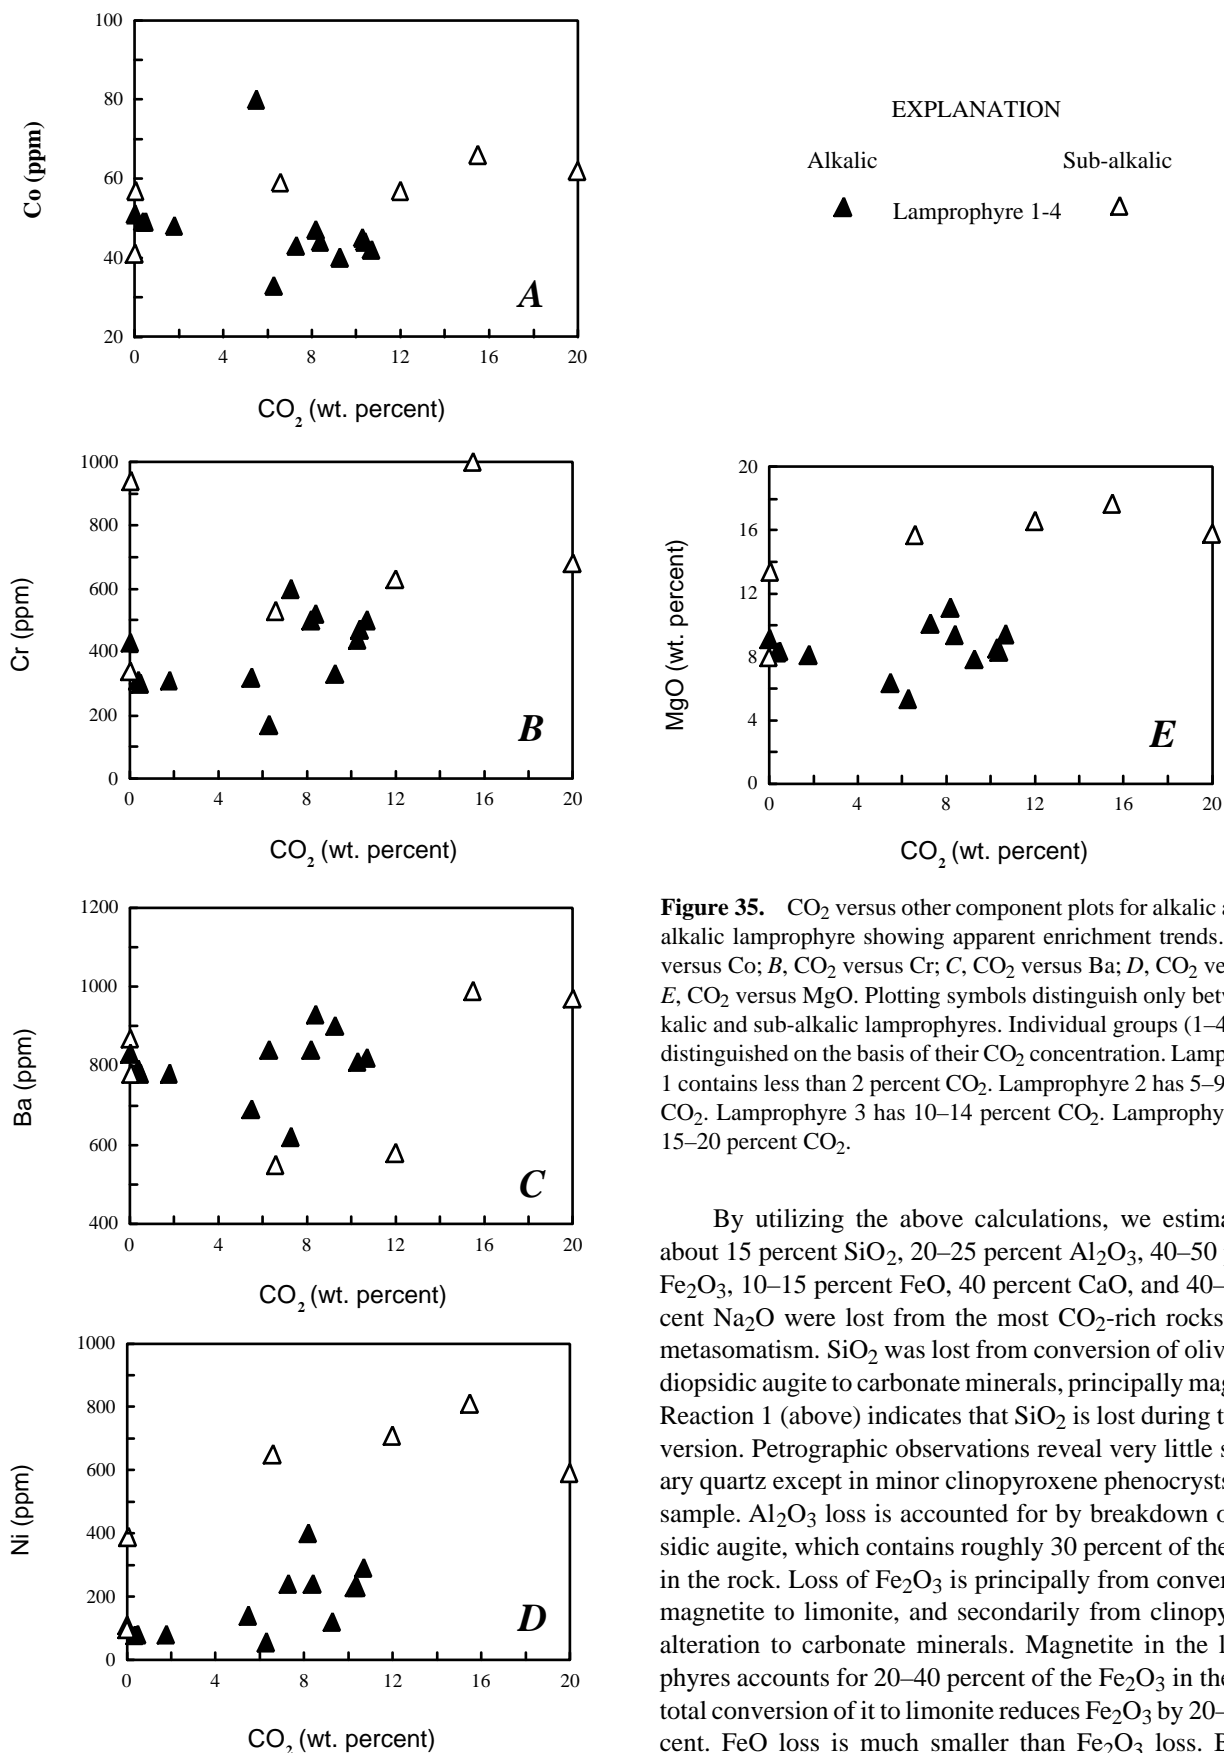 100
80
60
40
20
Co (ppm)
A
0 4 8 12 16 20
CO2 (wt. percent)
EXPLANATION
Alkalic Sub-alkalic
Lamprophyre 1-4
1000
800
600
400
200
0
Cr (ppm)
B
0 4 8 12 16 20
CO2 (wt. percent)
1200
1000
800
600
400
Ba (ppm)
C
0 4 8 12 16 20
CO2 (wt. percent)
1000
800
600
400
200
0
Ni (ppm)
D
0 4 8 12 16 20
CO2 (wt. percent)
20
16
12
8
4
0
MgO (wt. percent)
E
0 4 8 12 16 20
CO2 (wt. percent)
Figure 35. CO2 versus other component plots for alkalic
alkalic lamprophyre showing apparent enrichment trends.
versus Co; B, CO2 versus Cr; C, CO2 versus Ba; D, CO2
E, CO2 versus MgO. Plotting symbols distinguish only
kalic and sub-alkalic lamprophyres. Individual groups (1–4
distinguished on the basis of their CO2 concentration.
1 contains less than 2 percent CO2. Lamprophyre 2 has 5–9
CO2. Lamprophyre 3 has 10–14 percent CO2.
15–20 percent CO2.
By utilizing the above calculations, we
about 15 percent SiO2, 20–25 percent Al2O3, 40–50
Fe2O3, 10–15 percent FeO, 40 percent CaO, and 40–
cent Na2O were lost from the most CO2-rich rocks
metasomatism. SiO2 was lost from conversion of
diopsidic augite to carbonate minerals, principally
Reaction 1 (above) indicates that SiO2 is lost during
version. Petrographic observations reveal very little
ary quartz except in minor clinopyroxene phenocrysts
sample. Al2O3 loss is accounted for by breakdown
sidic augite, which contains roughly 30 percent of the
in the rock. Loss of Fe2O3 is principally from
magnetite to limonite, and secondarily from
alteration to carbonate minerals. Magnetite in the
phyres accounts for 20–40 percent of the Fe2O3 in the
total conversion of it to limonite reduces Fe2O3 by 20–
cent. FeO loss is much smaller than Fe2O3 loss.